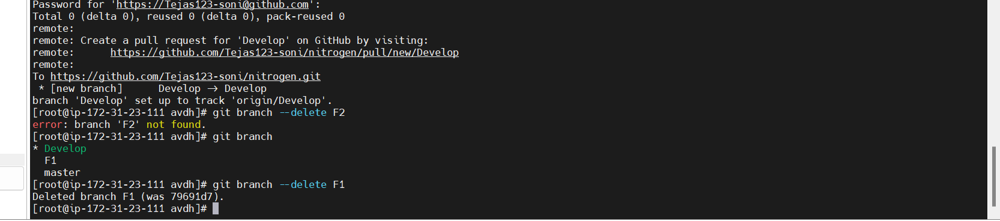 Password for 'https://Tejas123-soni@github.com':
Total 0 (delta 0), reused 0 (delta 0), pack-reused 0
remote:
remote: Create a pull request for 'Develop' on GitHub by visiting:
remote:      https://github.com/Tejas123-soni/nitrogen/pull/new/Develop
remote:
To https://github.com/Tejas123-soni/nitrogen.git
 * [new branch]      Develop -> Develop
branch 'Develop' set up to track 'origin/Develop'.
[root@ip-172-31-23-111 avdh]# git branch --delete F2
error: branch 'F2' not found.
[root@ip-172-31-23-111 avdh]# git branch
* Develop
  F1
  master
[root@ip-172-31-23-111 avdh]# git branch --delete F1
Deleted branch F1 (was 79691d7).
[root@ip-172-31-23-111 avdh]#